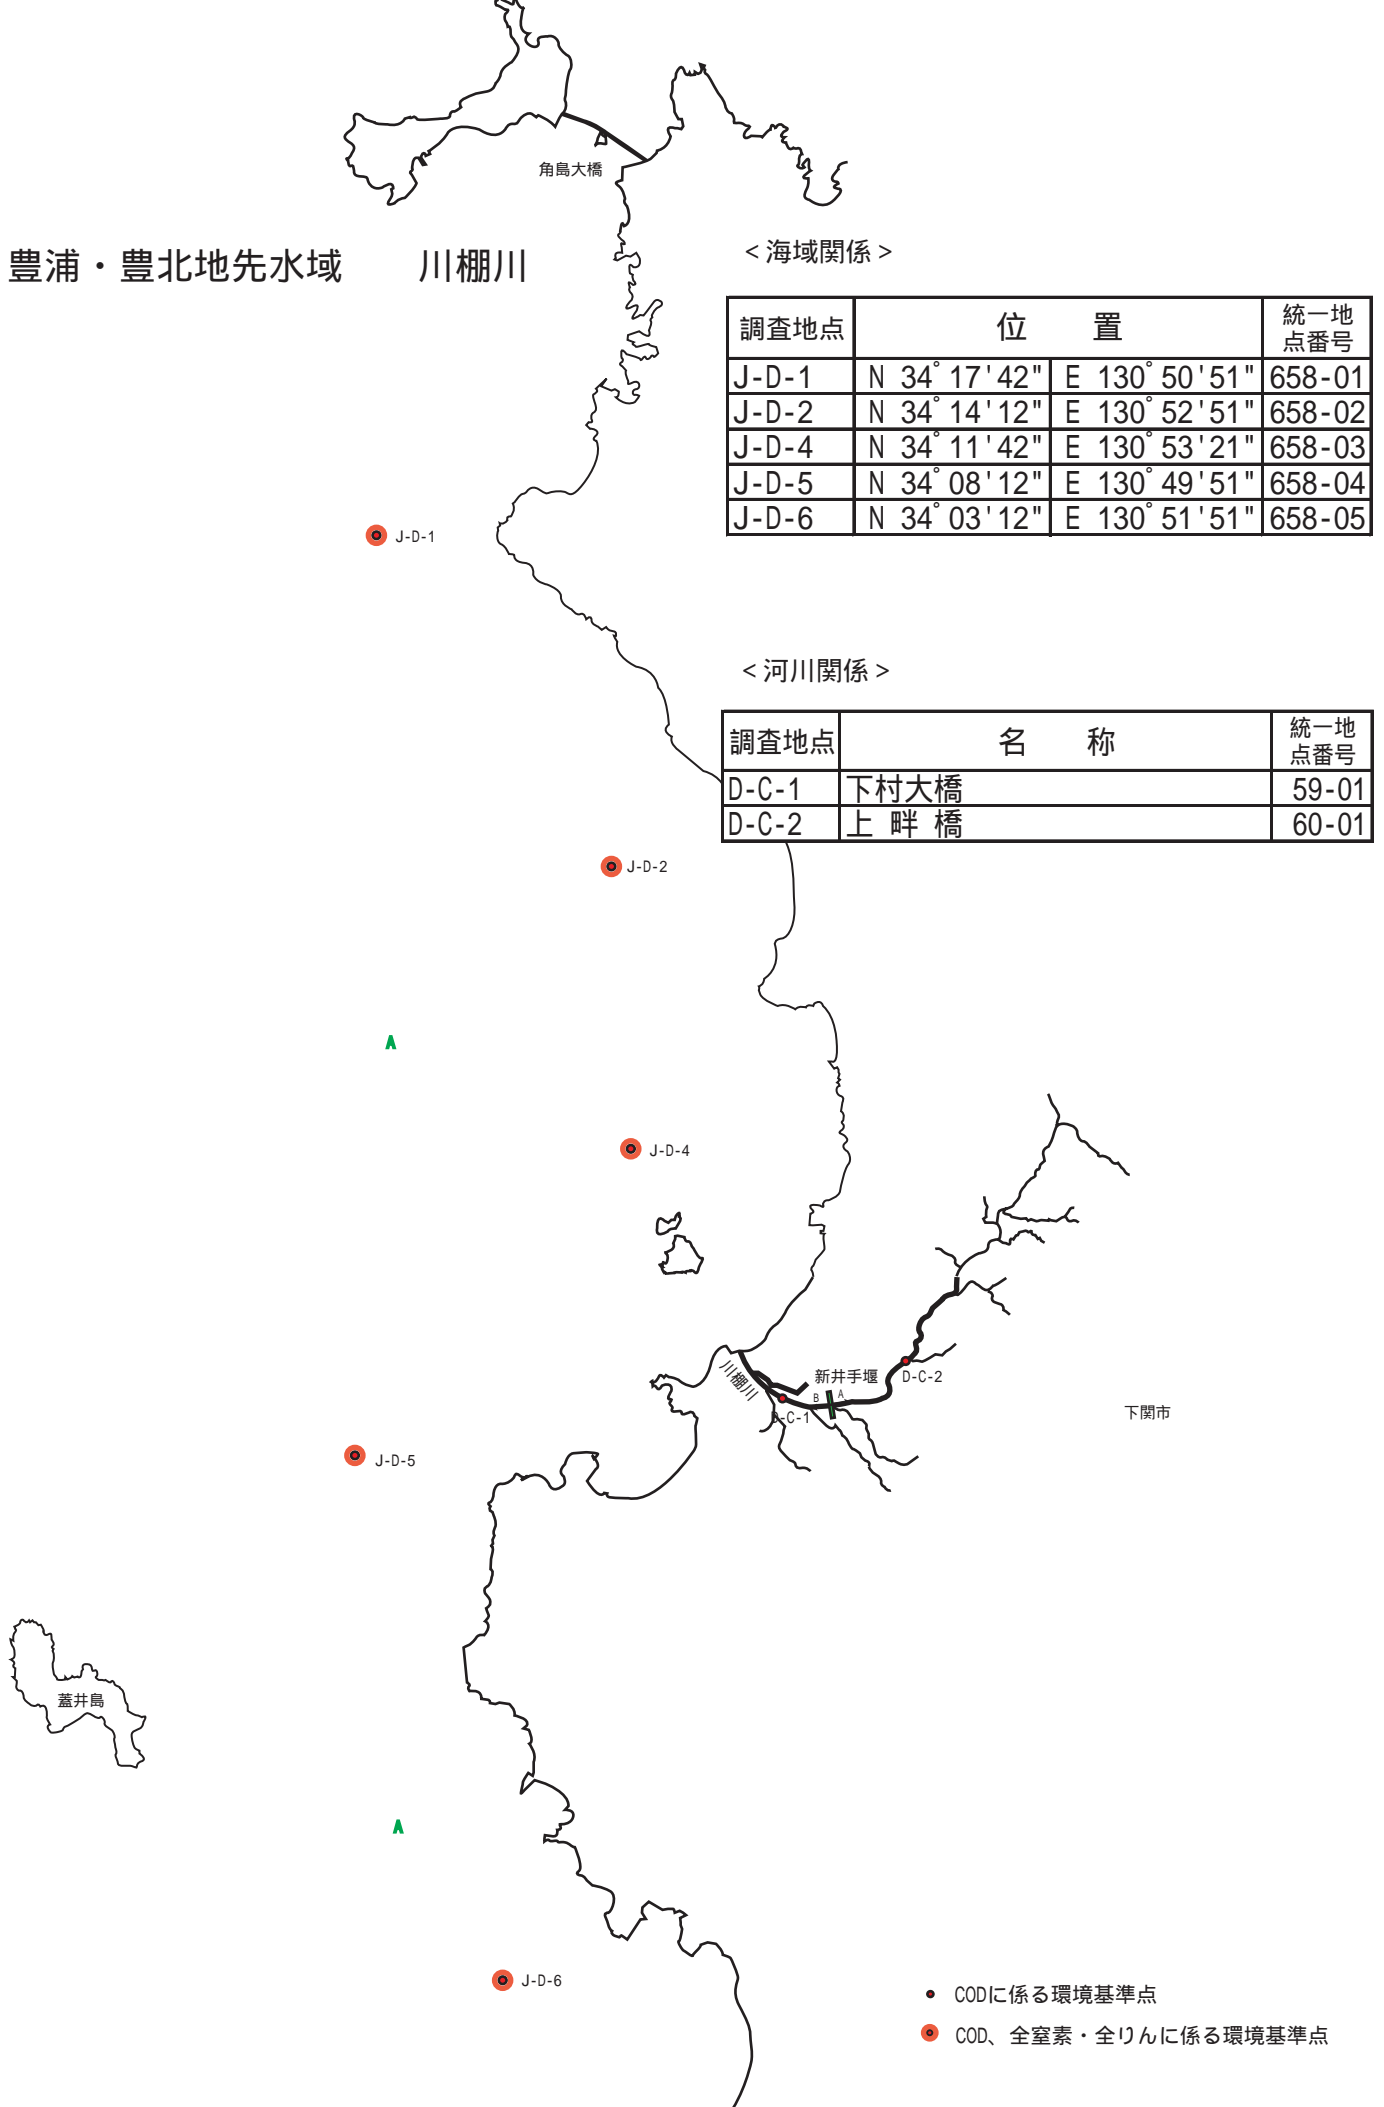 角島大橋
豊浦・豊北地先水域　　川棚川
＜海域関係＞
調査地点 位　置 統一地点番号
J-D-1 N 34°17'42" E 130°50'51" 658-01
J-D-2 N 34°14'12" E 130°52'51" 658-02
J-D-4 N 34°11'42" E 130°53'21" 658-03
J-D-5 N 34°08'12" E 130°49'51" 658-04
J-D-6 N 34°03'12" E 130°51'51" 658-05
J-D-1
＜河川関係＞
調査地点 名　称 統一地点番号
D-C-1 下村大橋 59-01
D-C-2 上 畔 橋 60-01
J-D-2
A
J-D-4
川棚川
新井手堰
D-C-2
B A
D-C-1
下関市
J-D-5
蓋井島
A
J-D-6
CODに係る環境基準点
COD、全窒素・全りんに係る環境基準点